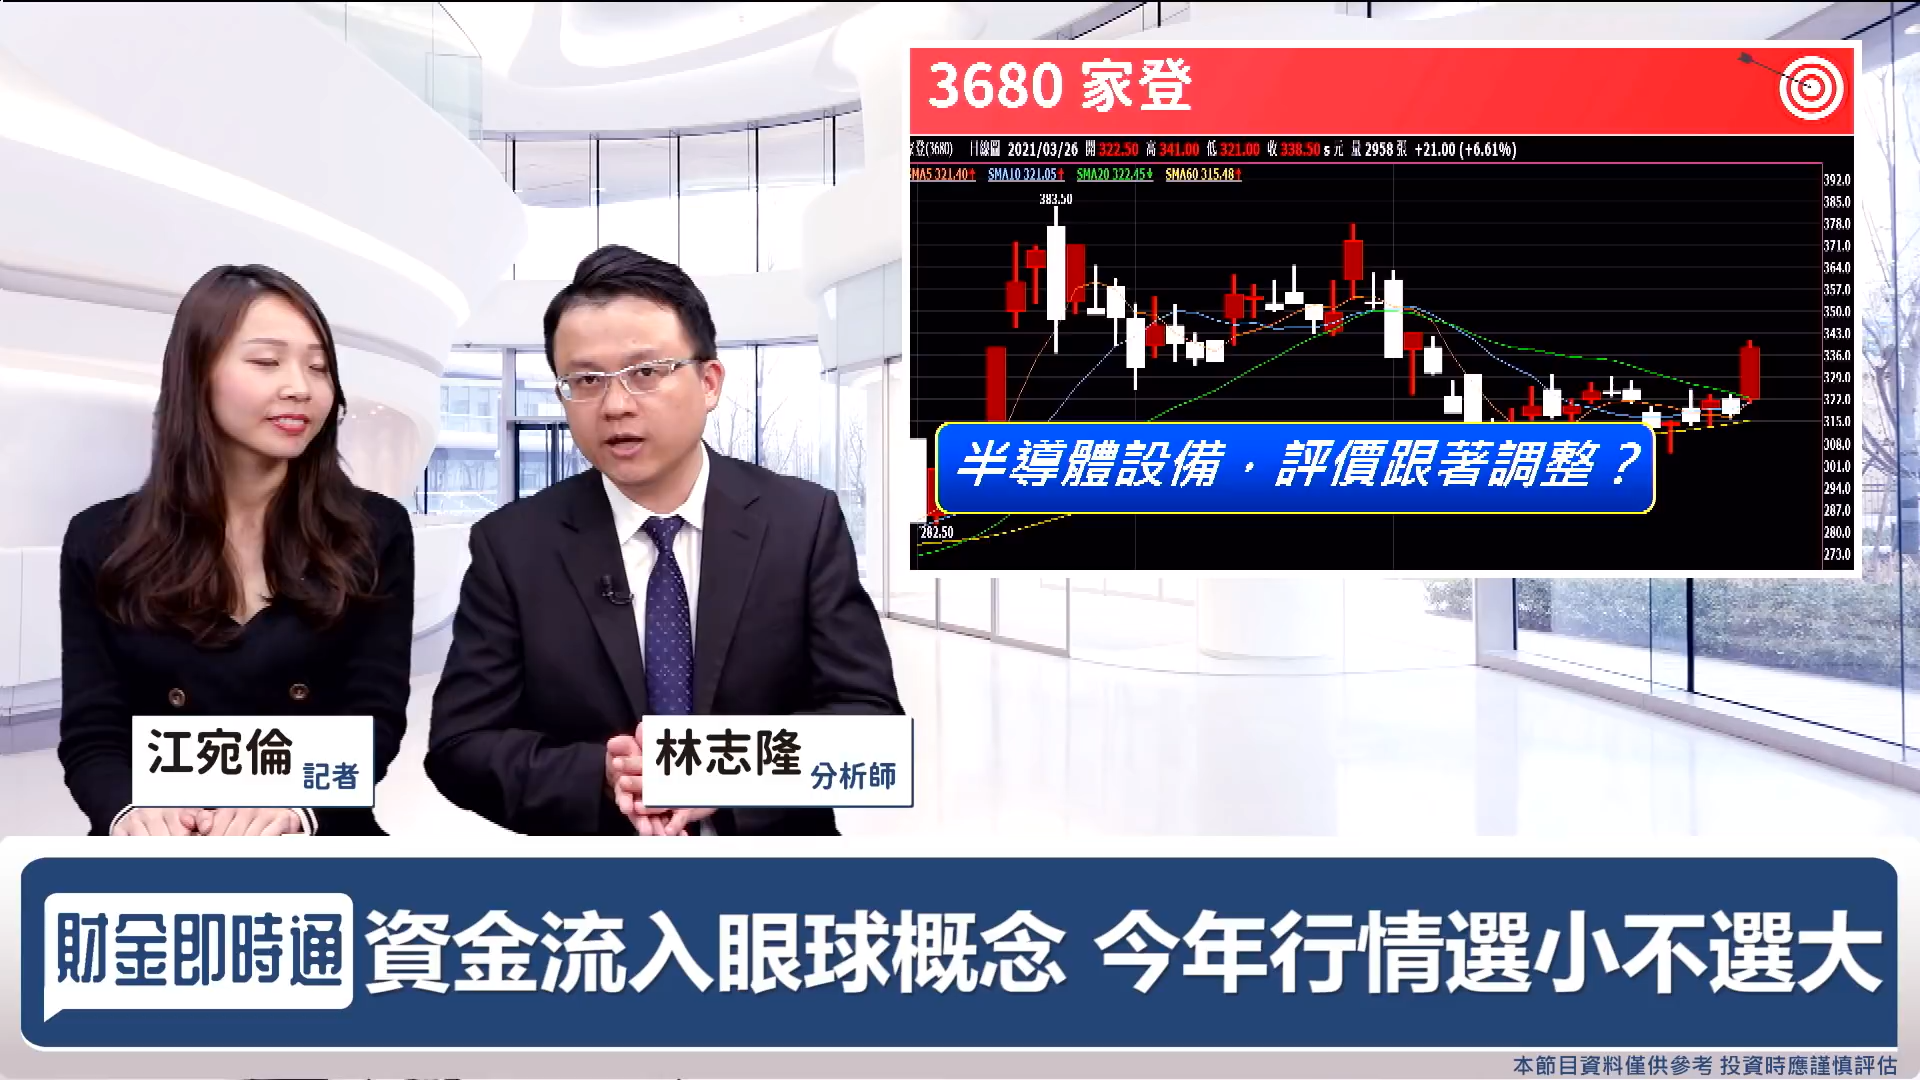 3680 家登
家登(3680) 日線圖 2021/03/26 開 322.50 高 341.00 低 321.00 收 338.50 s 元 量 2958 張 +21.00 (+6.61%)
SMA5 321.40↑ SMA10 321.05↑ SMA20 322.45↓ SMA60 315.48↑
392.0
385.0
378.0
371.0
364.0
357.0
350.0
343.0
336.0
329.0
322.0
315.0
308.0
301.0
294.0
287.0
280.0
273.0
383.50
282.50
半導體設備，評價跟著調整？
江宛倫 記者
林志隆 分析師
財金即時通
資金流入眼球概念 今年行情選小不選大
本節目資料僅供參考 投資時應謹慎評估